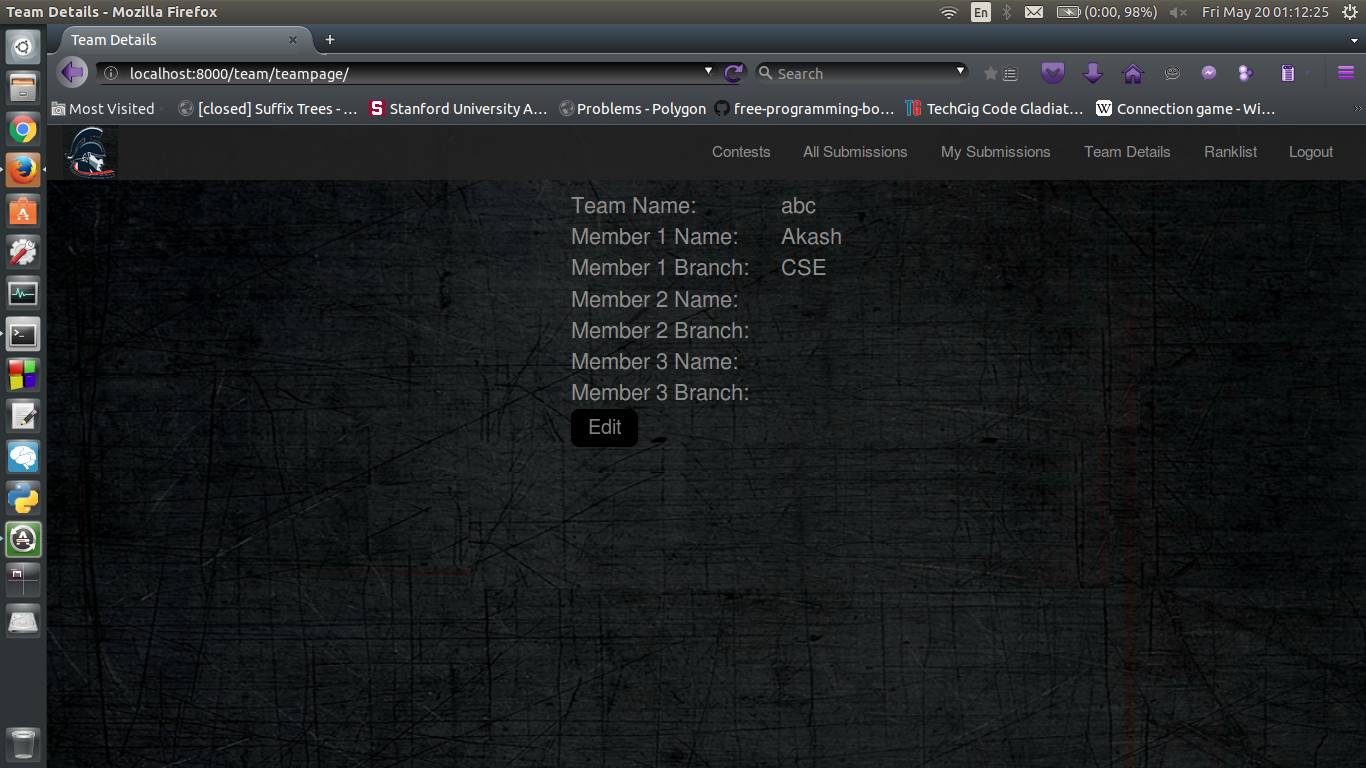 Team Details - Mozilla Firefox
En
(0:00, 98%)
Fri May 20 01:12:25
Team Details
localhost:8000/team/teampage/
Search
Most Visited
[closed] Suffix Trees - ...
Stanford University A...
Problems - Polygon
free-programming-bo...
TechGig Code Gladiat...
Connection game - Wi...
Contests
All Submissions
My Submissions
Team Details
Ranklist
Logout
Team Name: abc
Member 1 Name: Akash
Member 1 Branch: CSE
Member 2 Name:
Member 2 Branch:
Member 3 Name:
Member 3 Branch:
Edit